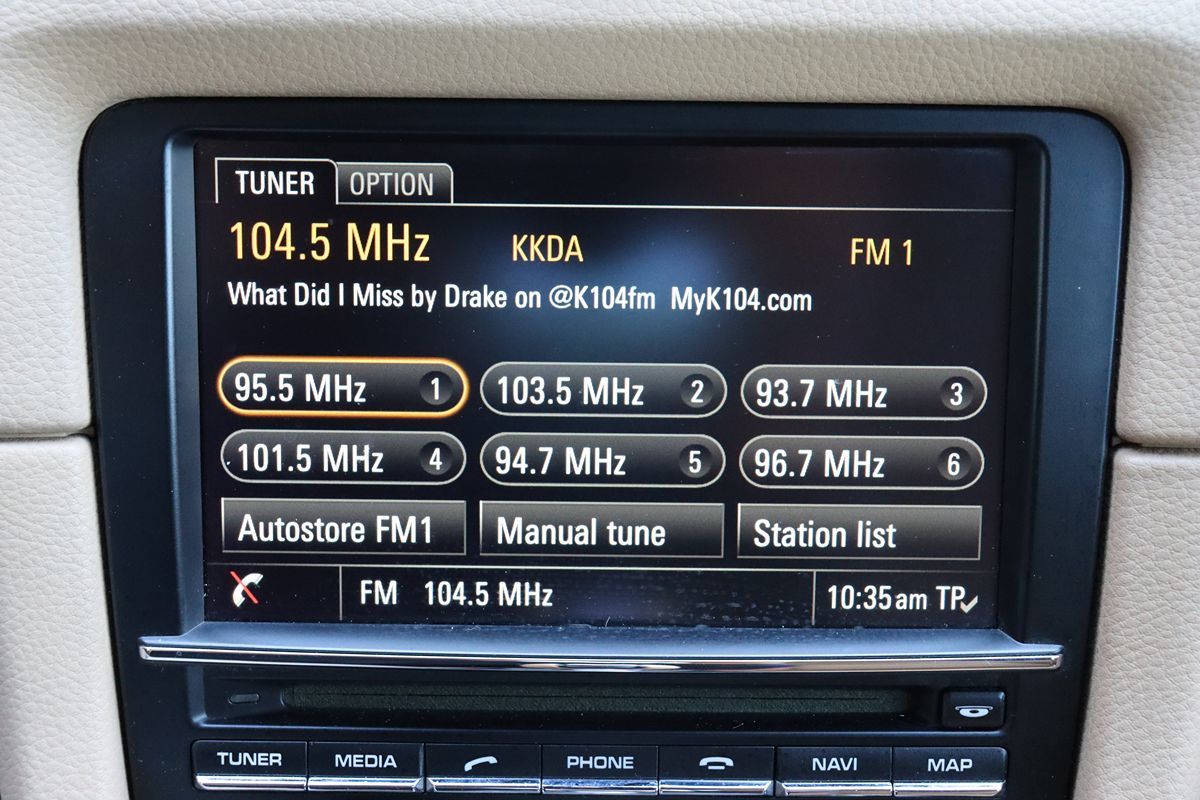 TUNER OPTION
104.5 MHz KKDA FM 1
What Did I Miss by Drake on @K104fm MyK104.com
95.5 MHz 1 103.5 MHz 2 93.7 MHz 3
101.5 MHz 4 94.7 MHz 5 96.7 MHz 6
Autostore FM1 Manual tune Station list
FM 104.5 MHz 10:35am TP
TUNER MEDIA PHONE NAVI MAP